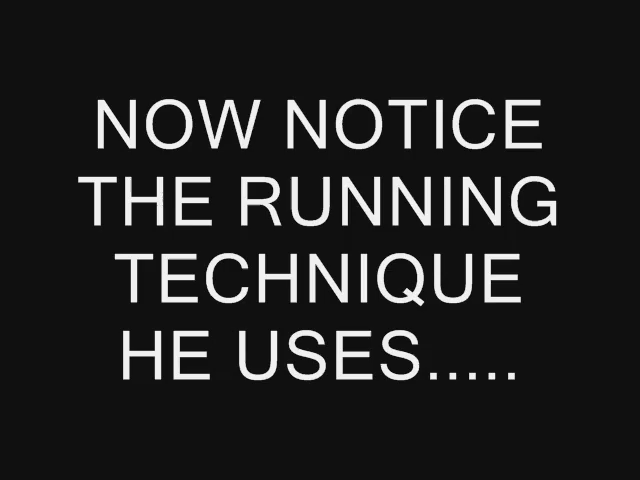 NOW NOTICE
THE RUNNING
TECHNIQUE
HE USES.....